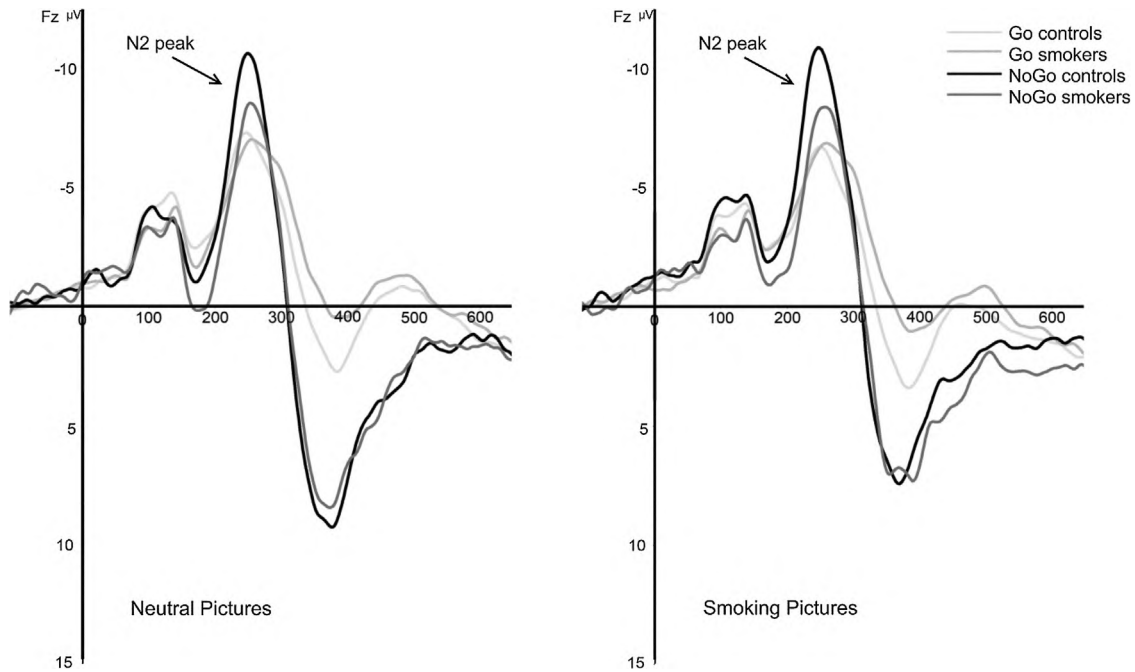 Fz µV
N2 peak
-10
-5
0 100 200 300 400 500 600
5
10
15
Neutral Pictures
Fz µV
N2 peak
-10
-5
0 100 200 300 400 500 600
5
10
15
Smoking Pictures
Go controls
Go smokers
NoGo controls
NoGo smokers